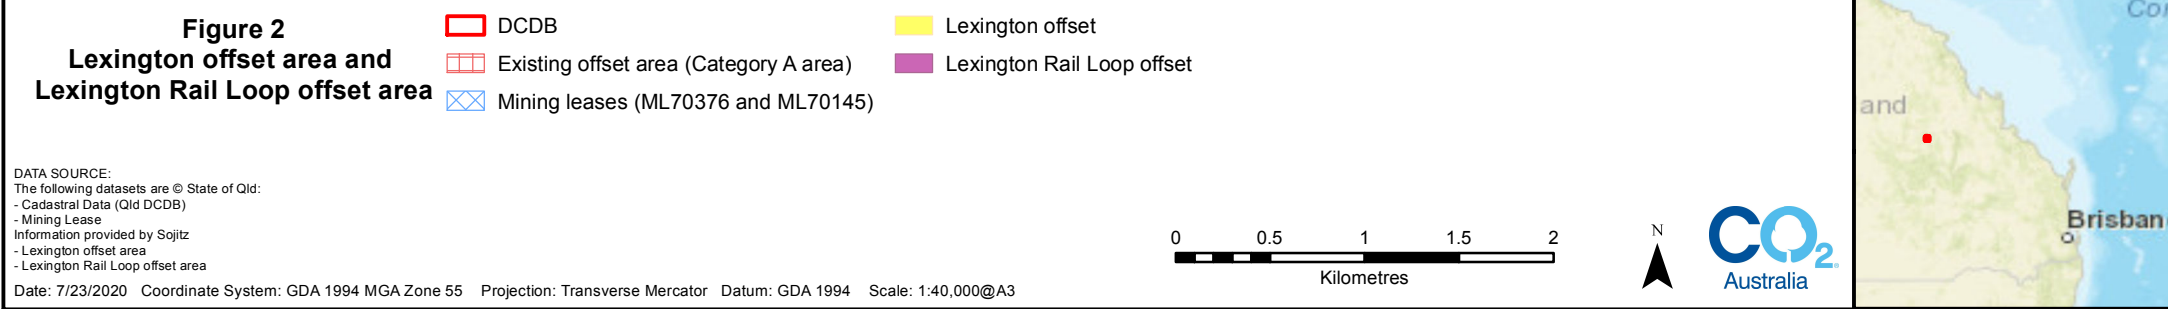 Figure 2
Lexington offset area and
Lexington Rail Loop offset area
DCDB
Existing offset area (Category A area)
Mining leases (ML70376 and ML70145)
Lexington offset
Lexington Rail Loop offset
DATA SOURCE:
The following datasets are © State of Qld:
- Cadastral Data (Qld DCDB)
- Mining Lease
Information provided by Sojitz
- Lexington offset area
- Lexington Rail Loop offset area
Date: 7/23/2020 Coordinate System: GDA 1994 MGA Zone 55 Projection: Transverse Mercator Datum: GDA 1994 Scale: 1:40,000@A3
0 0.5 1 1.5 2
Kilometres
N
CO2
Australia
Cor
and
Brisban